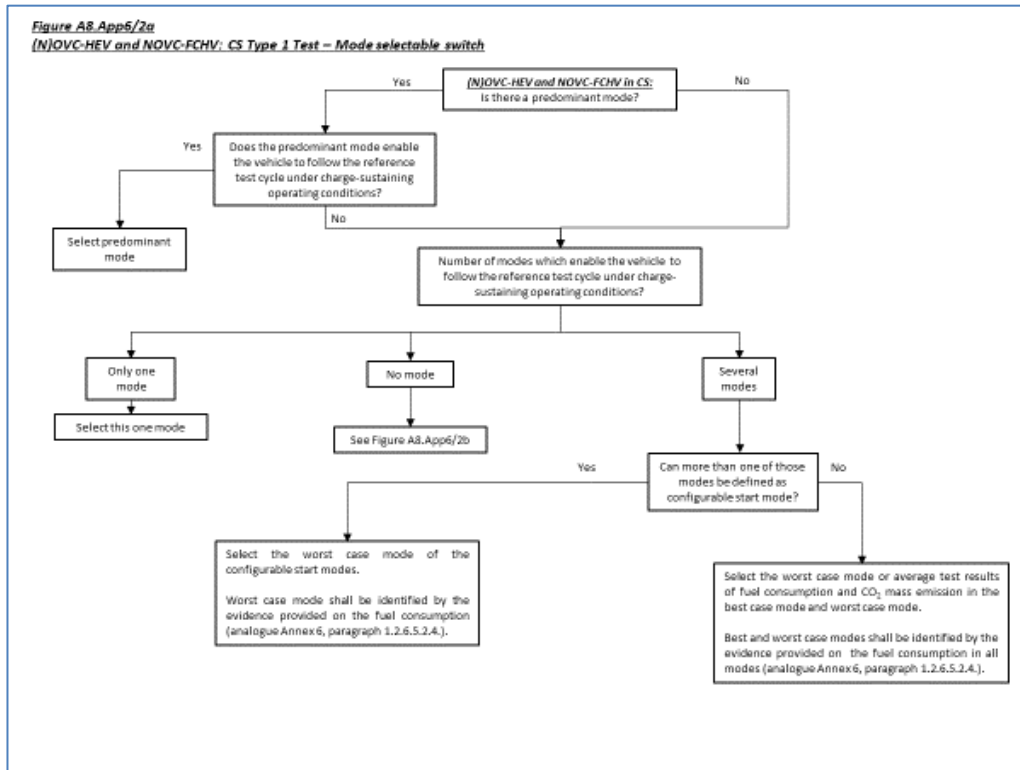 Figure A8.App6/2a
(N)OVC-HEV and NOVC-FCHV: CS Type 1 Test – Mode selectable switch
Yes
(N)OVC-HEV and NOVC-FCHV in CS:
Is there a predominant mode?
No
Yes
Does the predominant mode enable
the vehicle to follow the reference
test cycle under charge-sustaining
operating conditions?
No
Select predominant
mode
Number of modes which enable the vehicle to
follow the reference test cycle under charge-
sustaining operating conditions?
Only one
mode
No mode
Several
modes
Select this one mode
See Figure A8.App6/2b
Yes
Can more than one of those
modes be defined as
configurable start mode?
No
Select the worst case mode of the
configurable start modes.
Worst case mode shall be identified by the
evidence provided on the fuel consumption
(analogue Annex 6, paragraph 1.2.6.5.2.4.).
Select the worst case mode or average test results
of fuel consumption and CO₂ mass emission in the
best case mode and worst case mode.
Best and worst case modes shall be identified by the
evidence provided on the fuel consumption in all
modes (analogue Annex 6, paragraph 1.2.6.5.2.4.).